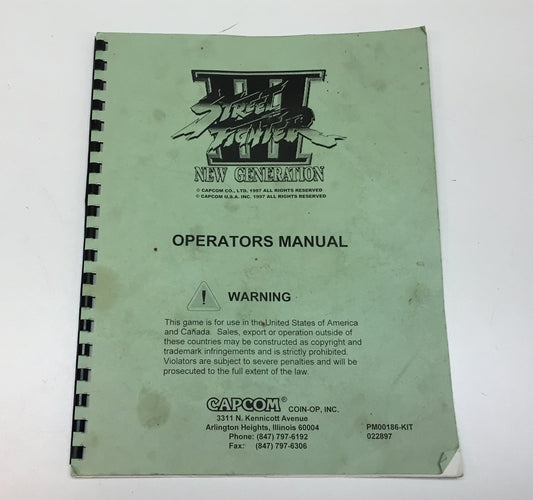 III
STREET
FIGHTER
NEW GENERATION
© CAPCOM CO., LTD. 1997 ALL RIGHTS RESERVED
© CAPCOM U.S.A. INC. 1997 ALL RIGHTS RESERVED
OPERATORS MANUAL
! WARNING
This game is for use in the United States of America
and Canada. Sales, export or operation outside of
these countries may be constructed as copyright and
trademark infringements and is strictly prohibited.
Violators are subject to severe penalties and will be
prosecuted to the full extent of the law.
CAPCOM® COIN-OP, INC.
3311 N. Kennicott Avenue
Arlington Heights, Illinois 60004
Phone: (847) 797-6192
Fax: (847) 797-6306
PM00186-KIT
022897